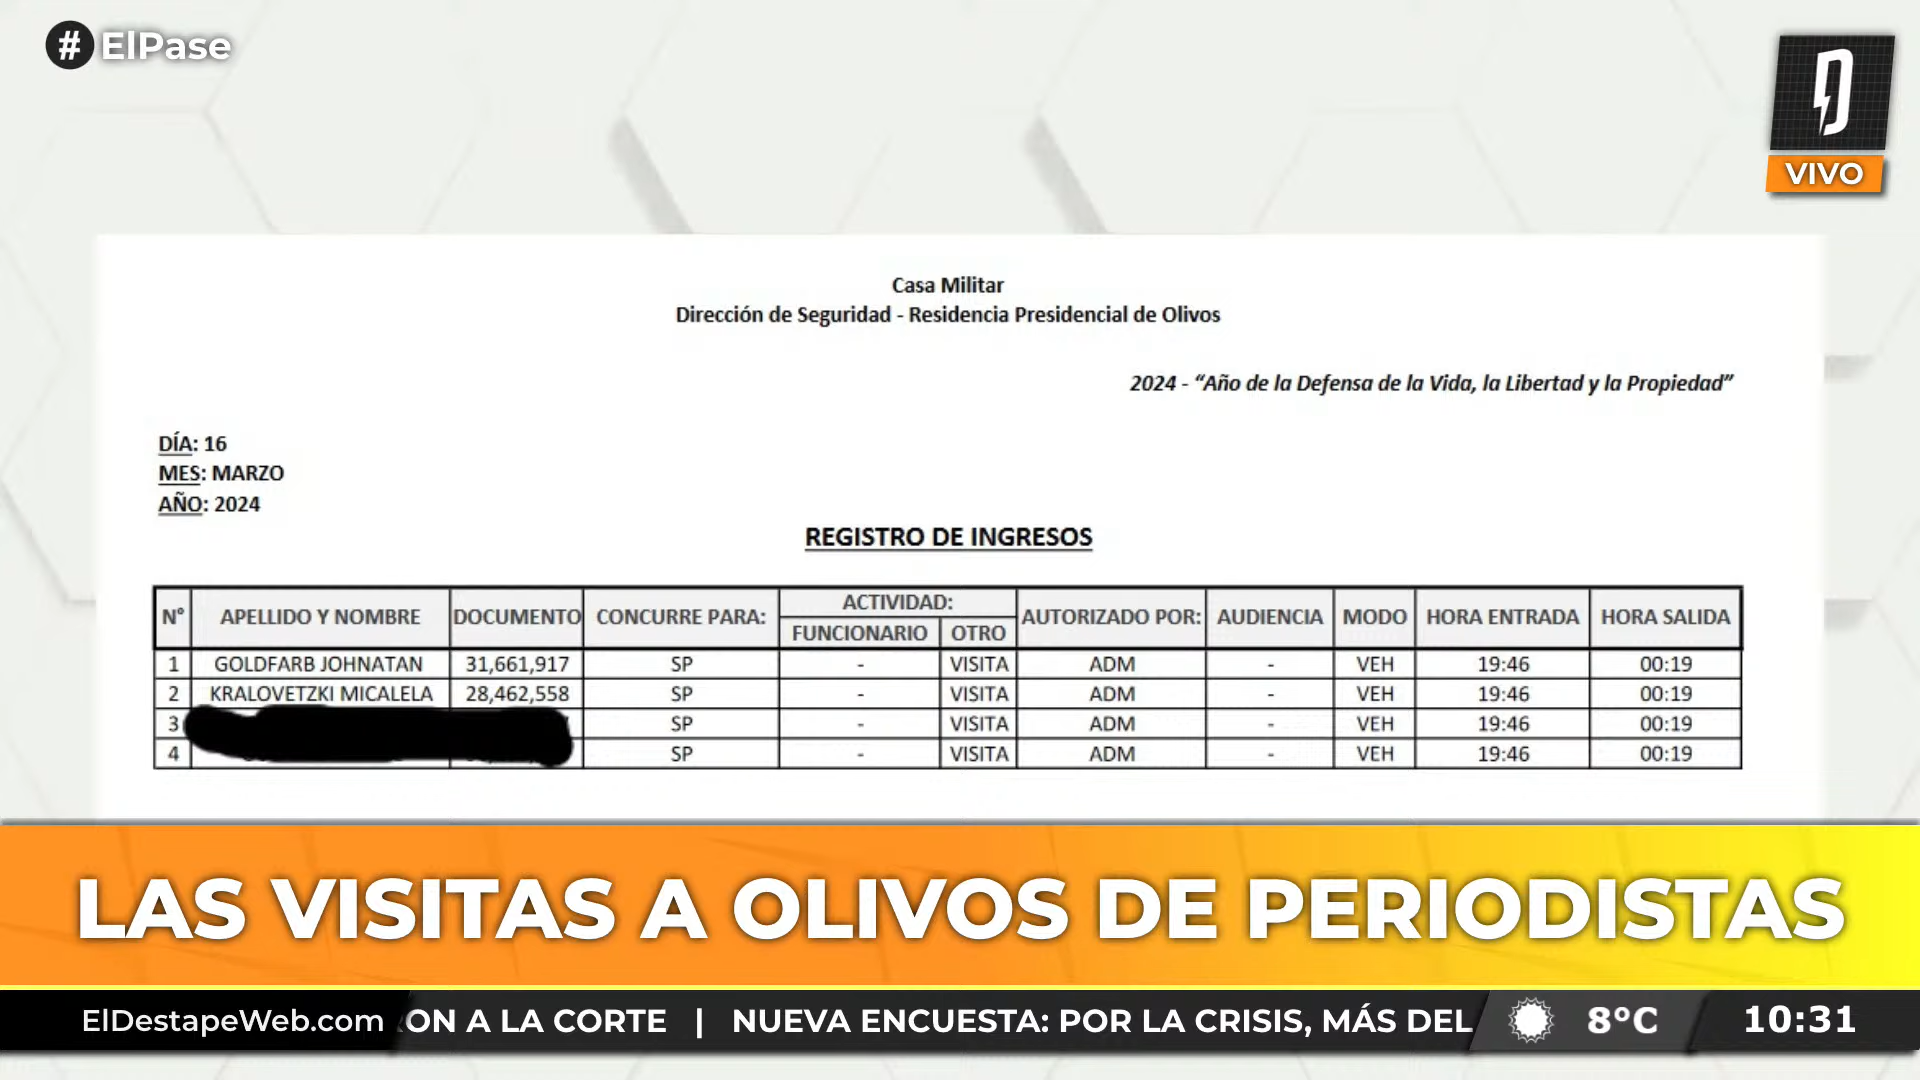 # ElPase
VIVO
Casa Militar
Dirección de Seguridad - Residencia Presidencial de Olivos
2024 - “Año de la Defensa de la Vida, la Libertad y la Propiedad”
DÍA: 16
MES: MARZO
AÑO: 2024
REGISTRO DE INGRESOS
N° APELLIDO Y NOMBRE DOCUMENTO CONCURRE PARA: ACTIVIDAD: FUNCIONARIO OTRO AUTORIZADO POR: AUDIENCIA MODO HORA ENTRADA HORA SALIDA
1 GOLDFARB JOHNATAN 31,661,917 SP - VISITA ADM - VEH 19:46 00:19
2 KRALOVETZKI MICALELA 28,462,558 SP - VISITA ADM - VEH 19:46 00:19
3 SP - VISITA ADM - VEH 19:46 00:19
4 SP - VISITA ADM - VEH 19:46 00:19
LAS VISITAS A OLIVOS DE PERIODISTAS
ElDestapeWeb.com ON A LA CORTE | NUEVA ENCUESTA: POR LA CRISIS, MÁS DEL 8°C 10:31